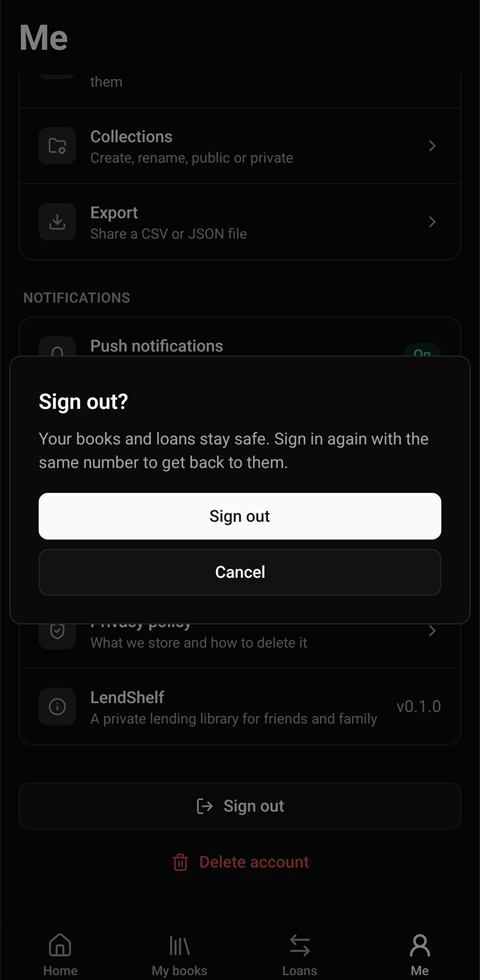 Me
them
Collections
Create, rename, public or private
Export
Share a CSV or JSON file
NOTIFICATIONS
Push notifications
On
Sign out?
Your books and loans stay safe. Sign in again with the
same number to get back to them.
Sign out
Cancel
Privacy policy
What we store and how to delete it
LendShelf
v0.1.0
A private lending library for friends and family
Sign out
Delete account
Home
My books
Loans
Me